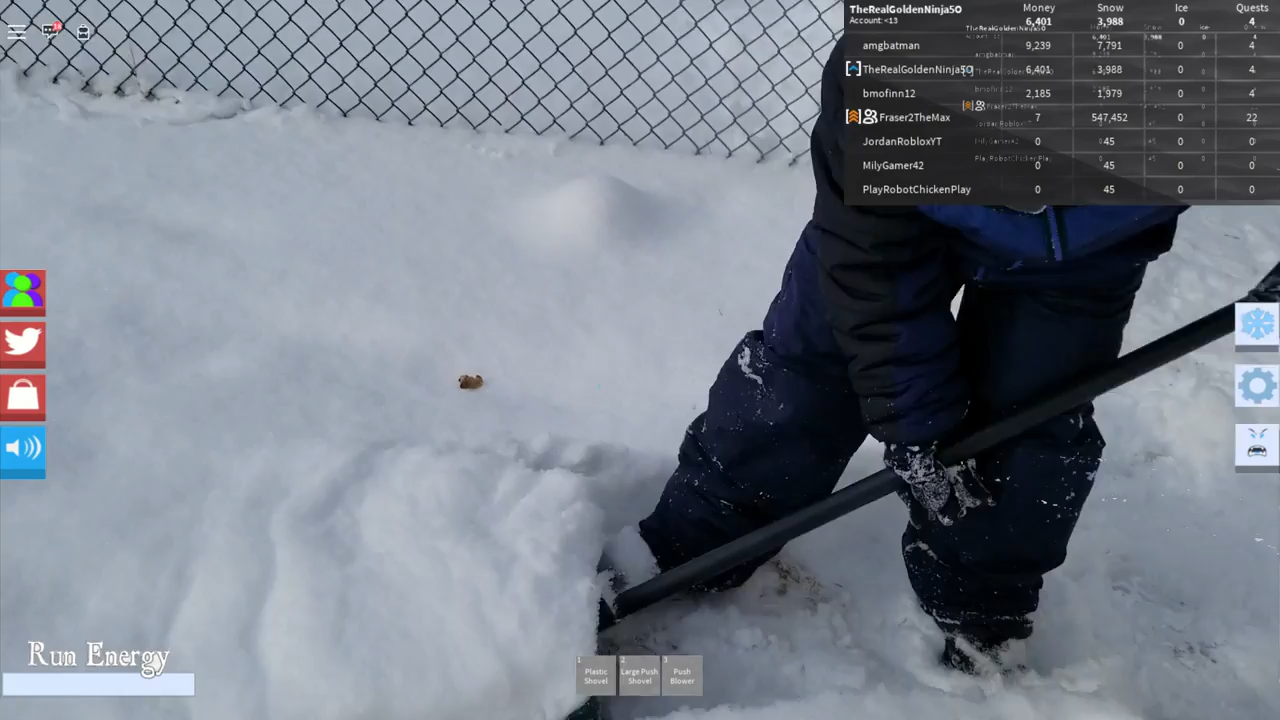 TheRealGoldenNinja50 Money Snow Ice Quests
Account: <13 6,401 3,988 0 4
amgbatman 9,239 7,791 0 4
TheRealGoldenNinja50 6,401 3,988 0 4
bmofinn12 2,185 1,979 0 4
Fraser2TheMax 7 547,452 0 22
JordanRobloxYT 0 45 0 0
MilyGamer42 0 45 0 0
PlayRobotChickenPlay 0 45 0 0
Run Energy
1 2 3
Plastic Shovel Large Push Shovel Push Blower